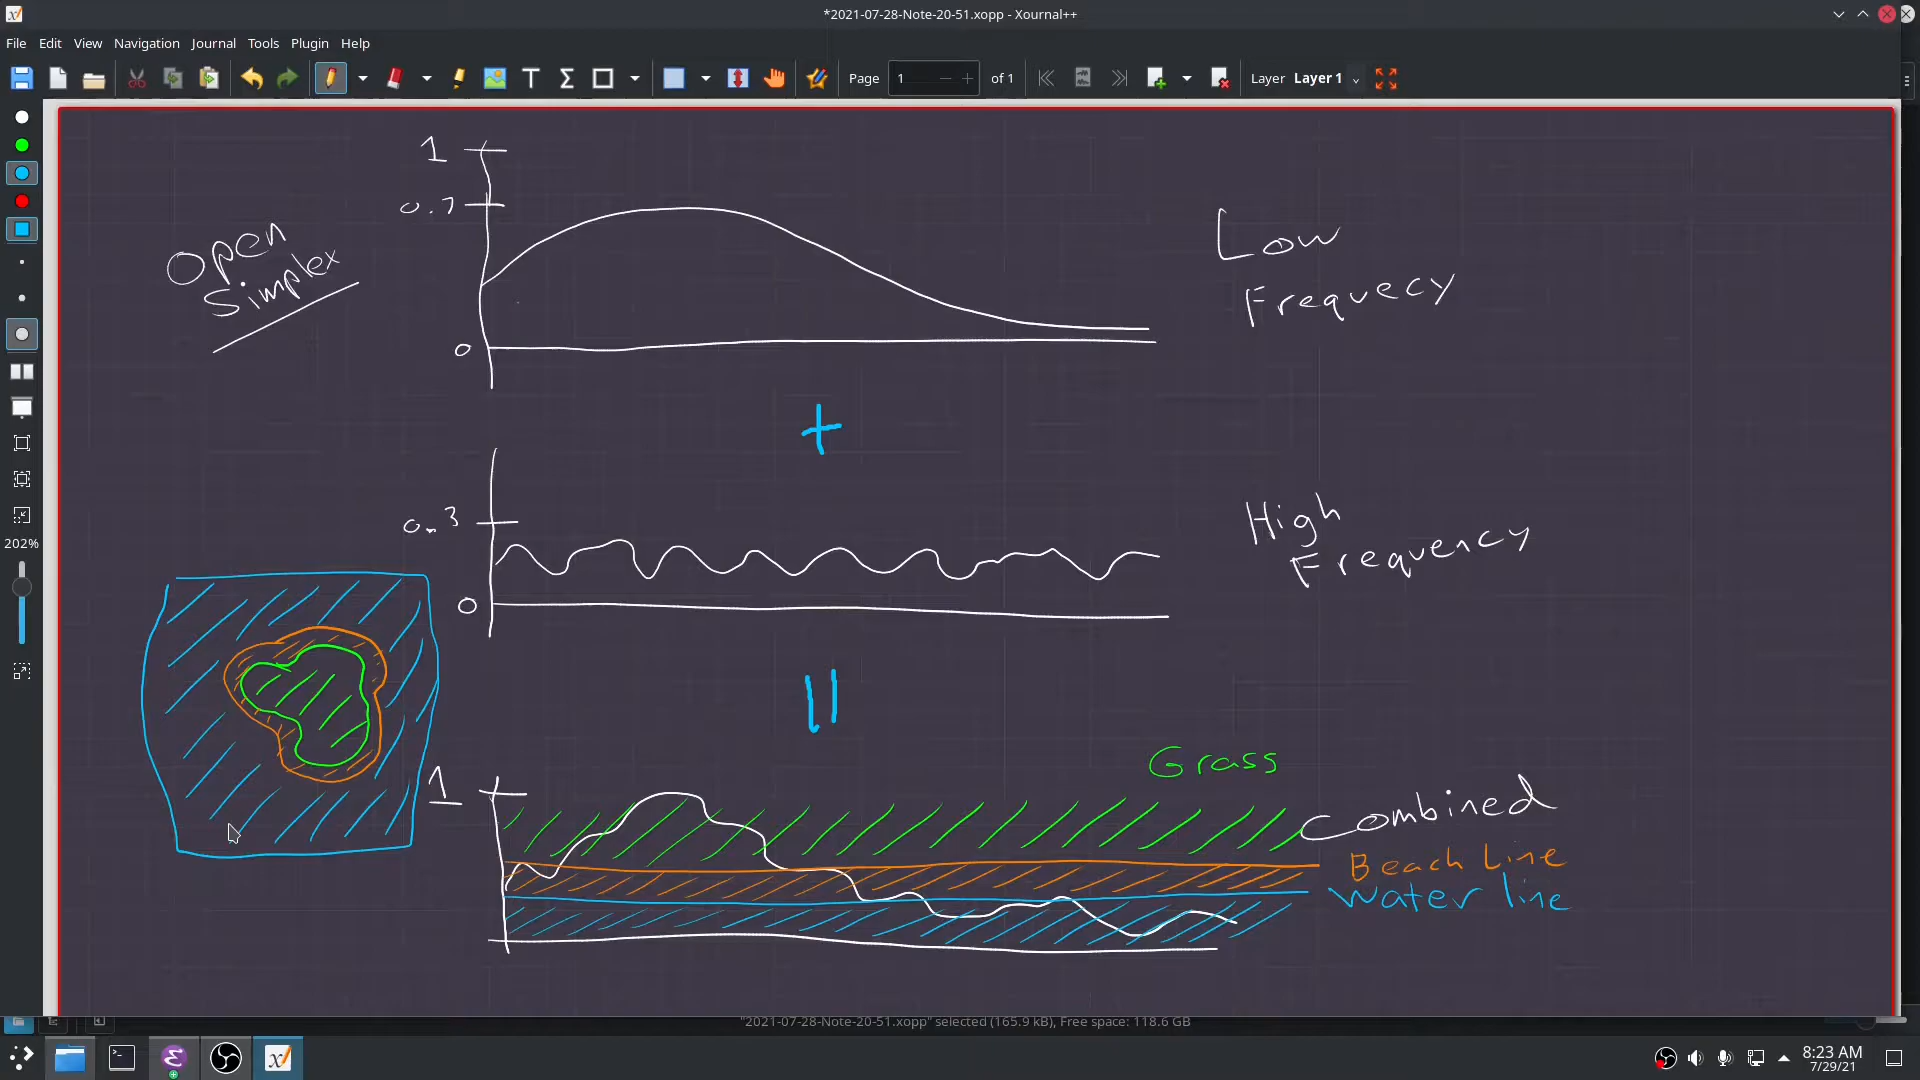 *2021-07-28-Note-20-51.xopp - Xournal++
File Edit View Navigation Journal Tools Plugin Help
Page 1 of 1 Layer Layer 1
1
0.7
Open
Simplex
Low
Frequecy
0
+
0.3
High
Frequency
202%
0
Grass
1
Combined
Beach Line
Water line
"2021-07-28-Note-20-51.xopp" selected (165.9 kB), Free space: 118.6 GB
8:23 AM
7/29/21